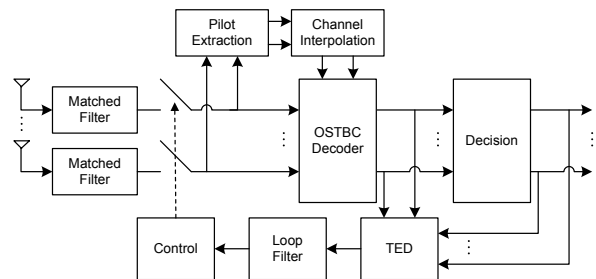 Pilot
Extraction
Channel
Interpolation
Matched
Filter
OSTBC
Decoder
Decision
Matched
Filter
Control
Loop
Filter
TED